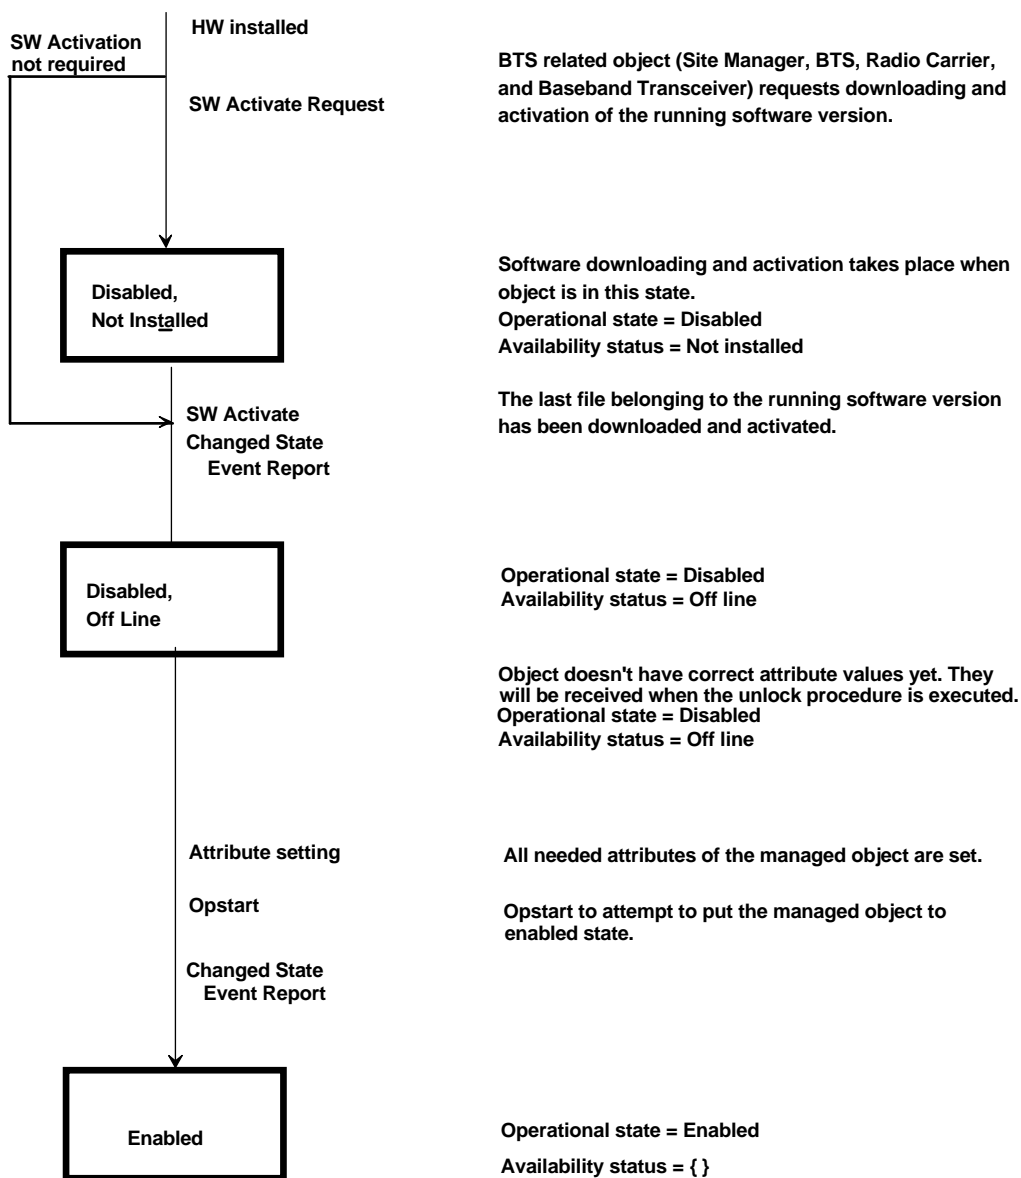 HW installed
SW Activation
not required
BTS related object (Site Manager, BTS, Radio Carrier,
and Baseband Transceiver) requests downloading and
activation of the running software version.
SW Activate Request
Disabled,
Not Installed
Software downloading and activation takes place when
object is in this state.
Operational state = Disabled
Availability status = Not installed
SW Activate
Changed State
Event Report
The last file belonging to the running software version
has been downloaded and activated.
Disabled,
Off Line
Operational state = Disabled
Availability status = Off line
Object doesn't have correct attribute values yet. They
will be received when the unlock procedure is executed.
Operational state = Disabled
Availability status = Off line
Attribute setting
All needed attributes of the managed object are set.
Opstart
Opstart to attempt to put the managed object to
enabled state.
Changed State
Event Report
Enabled
Operational state = Enabled
Availability status = { }